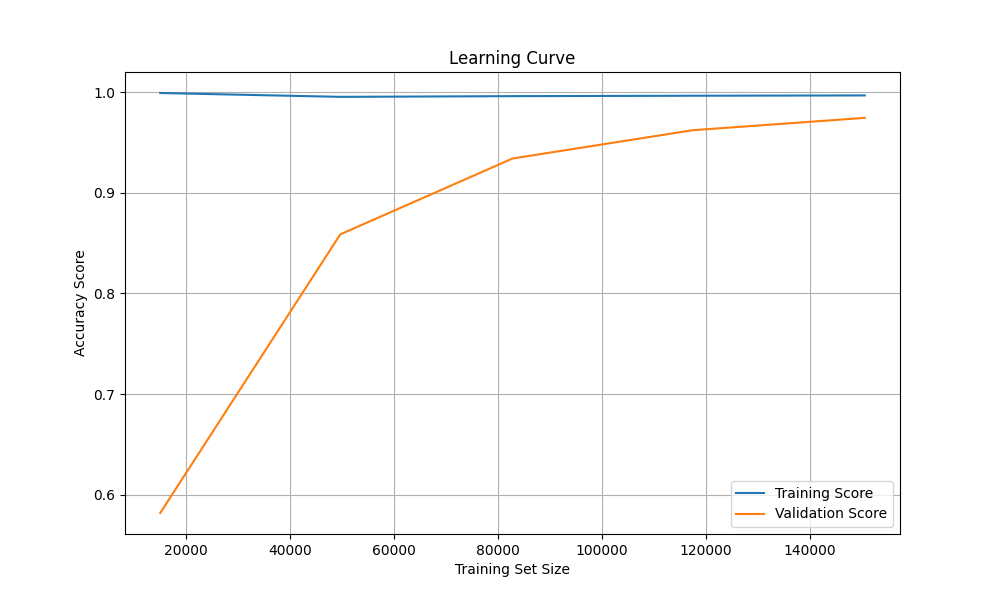 Learning Curve
1.0
0.9
0.8
0.7
0.6
Accuracy Score
Training Score
Validation Score
20000 40000 60000 80000 100000 120000 140000
Training Set Size